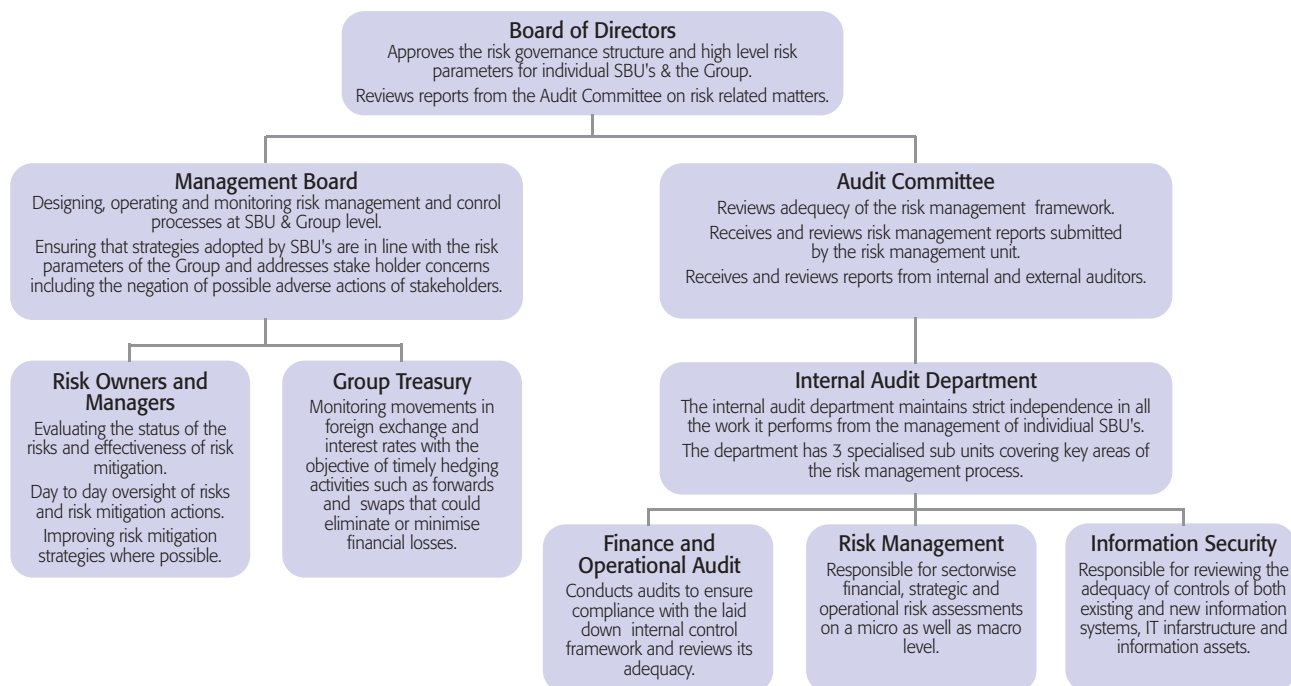 Board of Directors
Approves the risk governance structure and high level risk
parameters for individual SBU's & the Group.
Reviews reports from the Audit Committee on risk related matters.
Management Board
Designing, operating and monitoring risk management and conrol
processes at SBU & Group level.
Ensuring that strategies adopted by SBU's are in line with the risk
parameters of the Group and addresses stake holder concerns
including the negation of possible adverse actions of stakeholders.
Audit Committee
Reviews adequecy of the risk management framework.
Receives and reviews risk management reports submitted
by the risk management unit.
Receives and reviews reports from internal and external auditors.
Risk Owners and
Managers
Evaluating the status of the
risks and effectiveness of risk
mitigation.
Day to day oversight of risks
and risk mitigation actions.
Improving risk mitigation
strategies where possible.
Group Treasury
Monitoring movements in
foreign exchange and
interest rates with the
objective of timely hedging
activities such as forwards
and swaps that could
eliminate or minimise
financial losses.
Internal Audit Department
The internal audit department maintains strict independence in all
the work it performs from the management of individiual SBU's.
The department has 3 specialised sub units covering key areas of
the risk management process.
Finance and
Operational Audit
Conducts audits to ensure
compliance with the laid
down internal control
framework and reviews its
adequacy.
Risk Management
Responsible for sectorwise
financial, strategic and
operational risk assessments
on a micro as well as macro
level.
Information Security
Responsible for reviewing the
adequacy of controls of both
existing and new information
systems, IT infarstructure and
information assets.